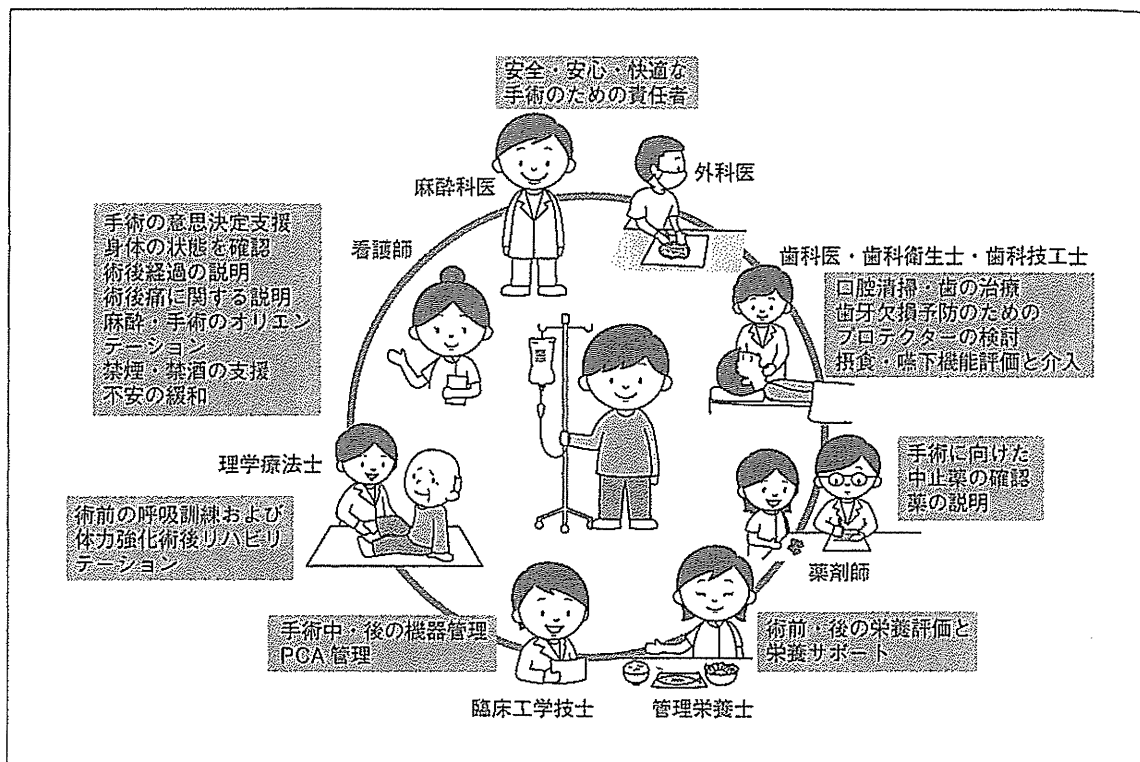 安全・安心・快適な
手術のための責任者
麻酔科医
外科医
手術の意思決定支援
身体の状態を確認
術後経過の説明
術後痛に関する説明
麻酔・手術のオリエン
テーション
禁煙・禁酒の支援
不安の緩和
看護師
歯科医・歯科衛生士・歯科技工士
口腔清掃・歯の治療
歯牙欠損予防のための
プロテクターの検討
摂食・嚥下機能評価と介入
理学療法士
術前の呼吸訓練および
体力強化術後リハビリ
テーション
手術に向けた
中止薬の確認
薬の説明
薬剤師
手術中・後の機器管理
PCA管理
臨床工学技士
術前・後の栄養評価と
栄養サポート
管理栄養士